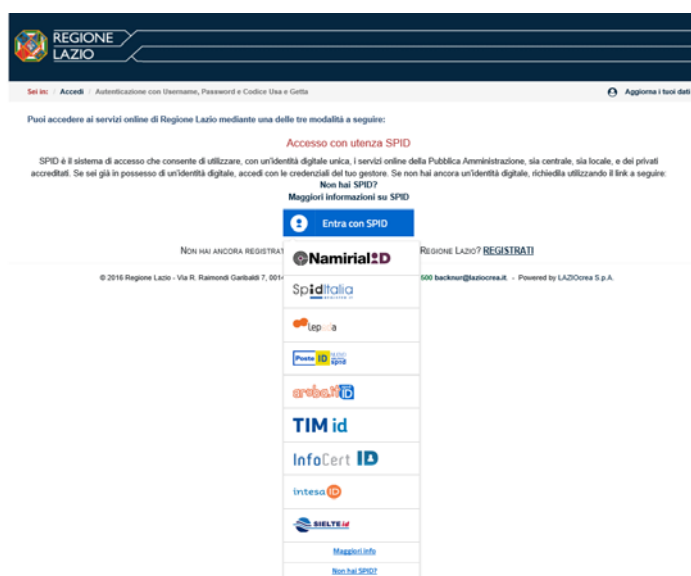 REGIONE
LAZIO
Sei in: / Accedi / Autenticazione con Username, Password e Codice Usa e Getta
Aggiorna i tuoi dati
Puoi accedere ai servizi online di Regione Lazio mediante una delle tre modalità a seguire:
Accesso con utenza SPID
SPID è il sistema di accesso che consente di utilizzare, con un'identità digitale unica, i servizi online della Pubblica Amministrazione, sia centrale, sia locale, e dei privati
accreditati. Se sei già in possesso di un'identità digitale, accedi con le credenziali del tuo gestore. Se non hai ancora un'identità digitale, richiedila utilizzando il link a seguire:
Non hai SPID?
Maggiori informazioni su SPID
Entra con SPID
NON HAI ANCORA REGISTRAT REGIONE LAZIO? REGISTRATI
Namirial ID
© 2016 Regione Lazio - Via R. Raimondi Garibaldi 7, 001 500 backnur@laziocrea.it. - Powered by LAZIOcrea S.p.A.
SpidItalia
lepida
Poste ID NUOVO spid
aruba.it ID
TIM id
InfoCert ID
intesa ID
SIELTE id
Maggiori info
Non hai SPID?